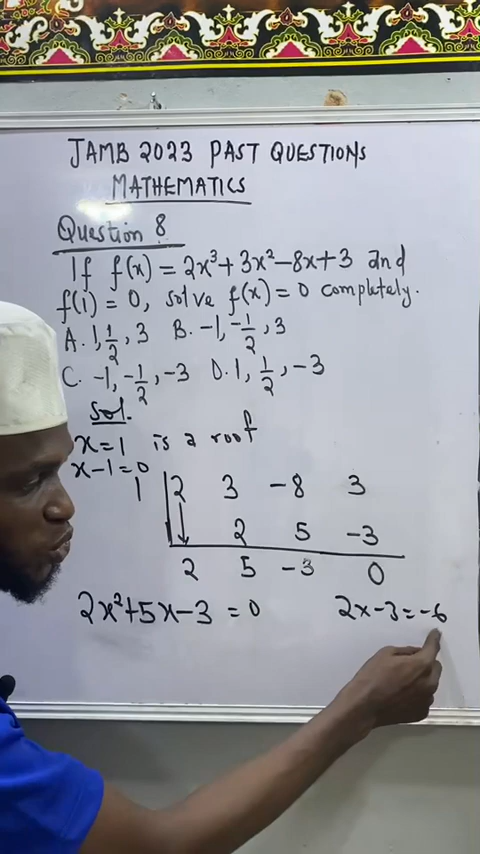 JAMB 2023 PAST QUESTIONS
MATHEMATICS
Question 8
If f(x) = 2x³+3x²-8x+3 and
f(1) = 0, solve f(x)=0 completely.
A. 1, 1/2, 3 B. -1, -1/2, 3
C. -1, -1/2, -3 D. 1, 1/2, -3
Sol.
x=1 is a root
x-1=0
1 2 3 -8 3
2 5 -3
2 5 -3 0
2x²+5x-3 = 0 2x-3=-6